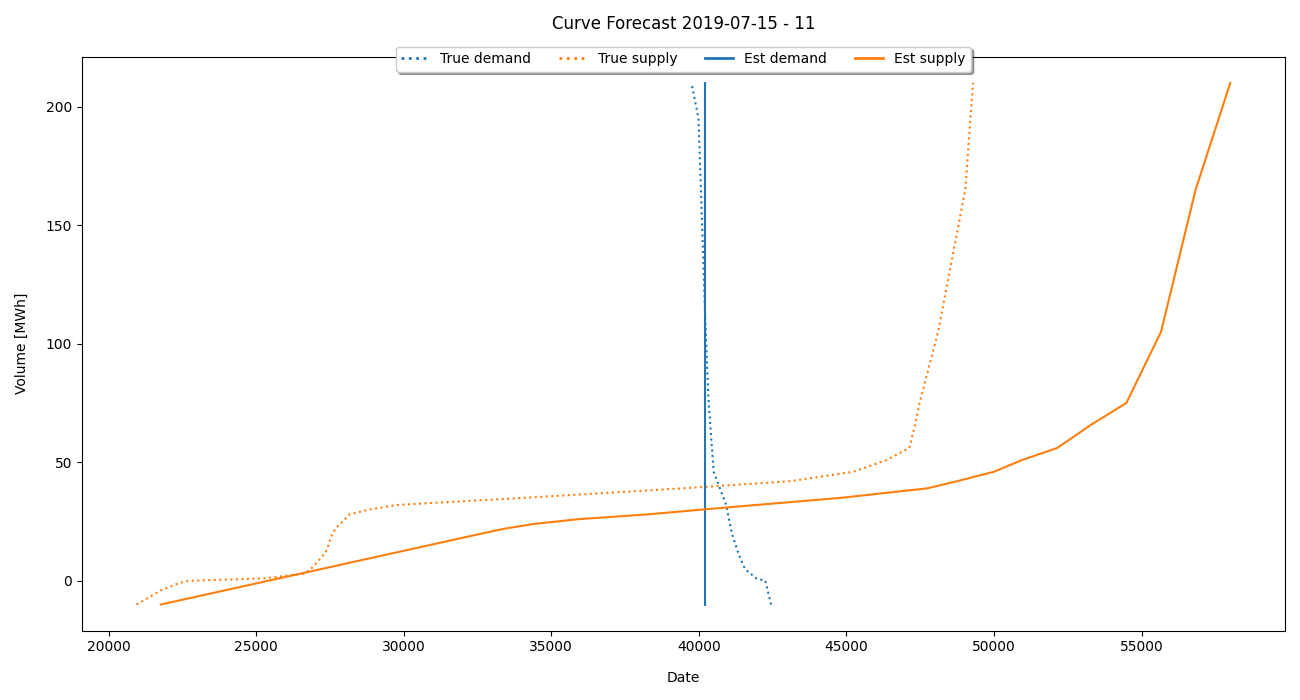 Curve Forecast 2019-07-15 - 11
True demand True supply Est demand Est supply
200
150
100
50
0
Volume [MWh]
20000 25000 30000 35000 40000 45000 50000 55000
Date